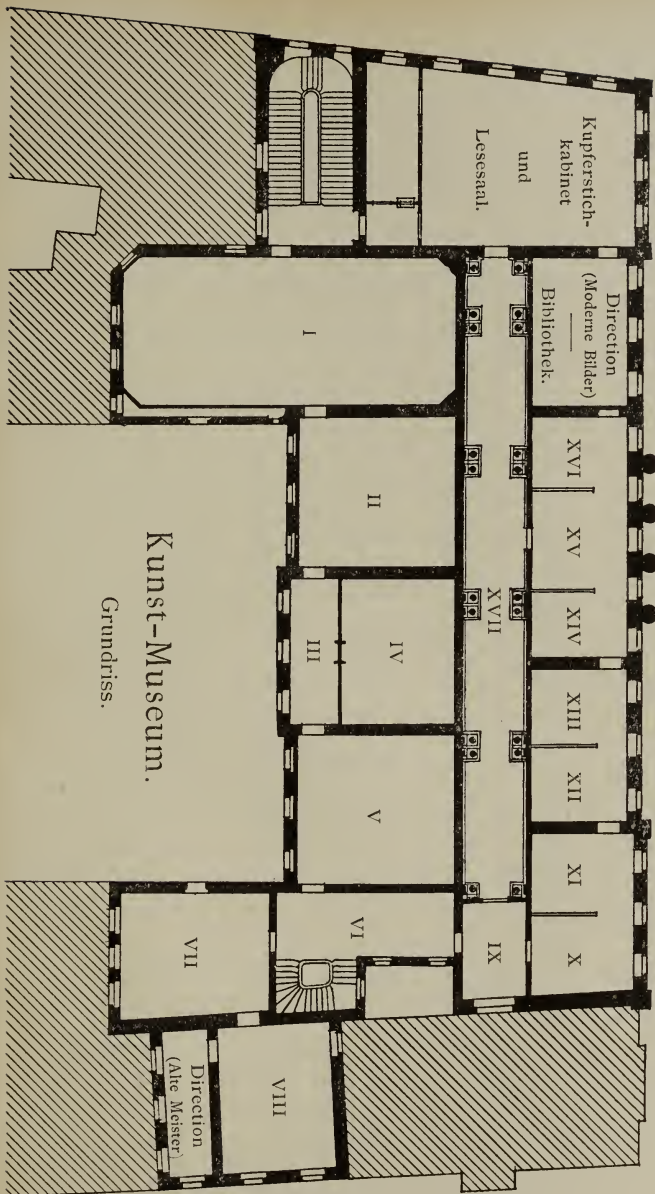 Kupferstich-
kabinet
und
Lesesaal.
Direction
(Moderne Bilder)
Bibliothek.
XVI
XV
XIV
XIII
XII
XI
X
XVII
IX
I
II
IV
III
V
VI
VII
VIII
Direction
(Alte Meister)
Kunst-Museum.
Grundriss.